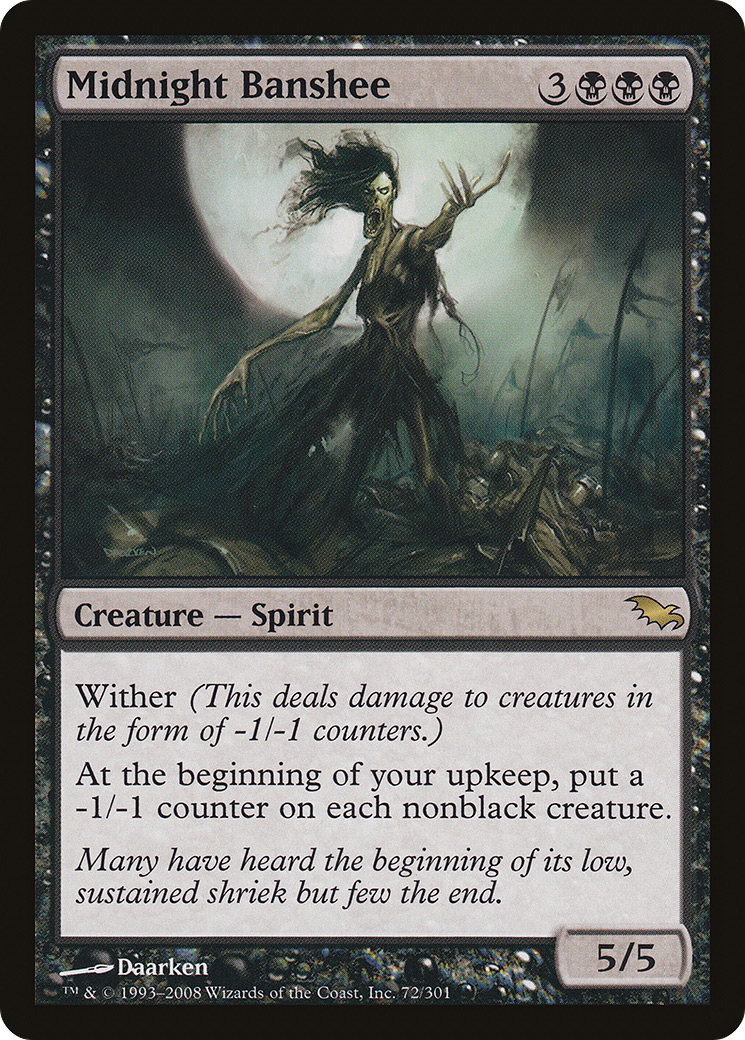 Midnight Banshee 3
DAARKEN
Creature — Spirit
Wither (This deals damage to creatures in
the form of -1/-1 counters.)
At the beginning of your upkeep, put a
-1/-1 counter on each nonblack creature.
Many have heard the beginning of its low,
sustained shriek but few the end.
5/5
Daarken
™ & © 1993–2008 Wizards of the Coast, Inc. 72/301